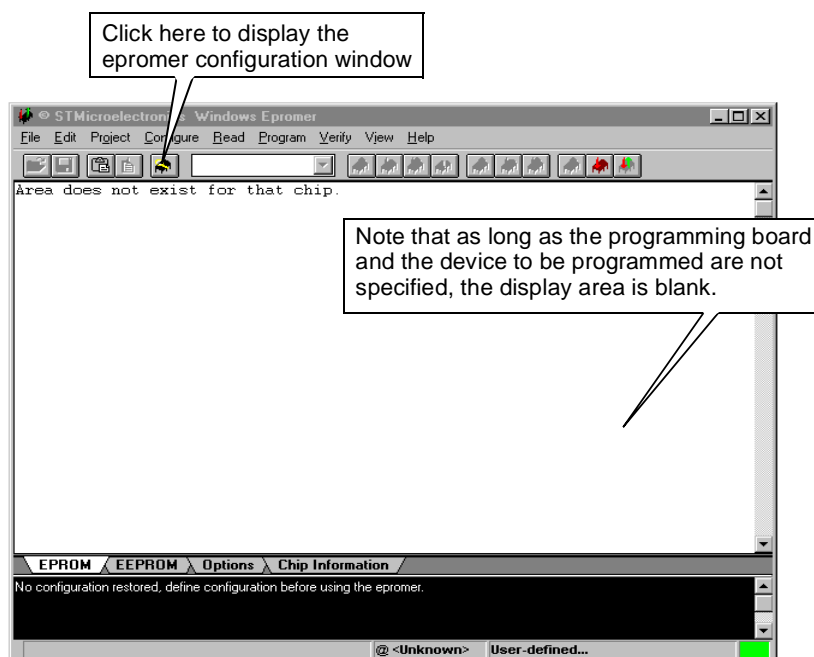 Click here to display the
epromer configuration window
© STMicroelectronics Windows Epromer
File Edit Project Configure Read Program Verify View Help
Area does not exist for that chip.
Note that as long as the programming board
and the device to be programmed are not
specified, the display area is blank.
EPROM EEPROM Options Chip Information
No configuration restored, define configuration before using the epromer.
@ <Unknown> User-defined...